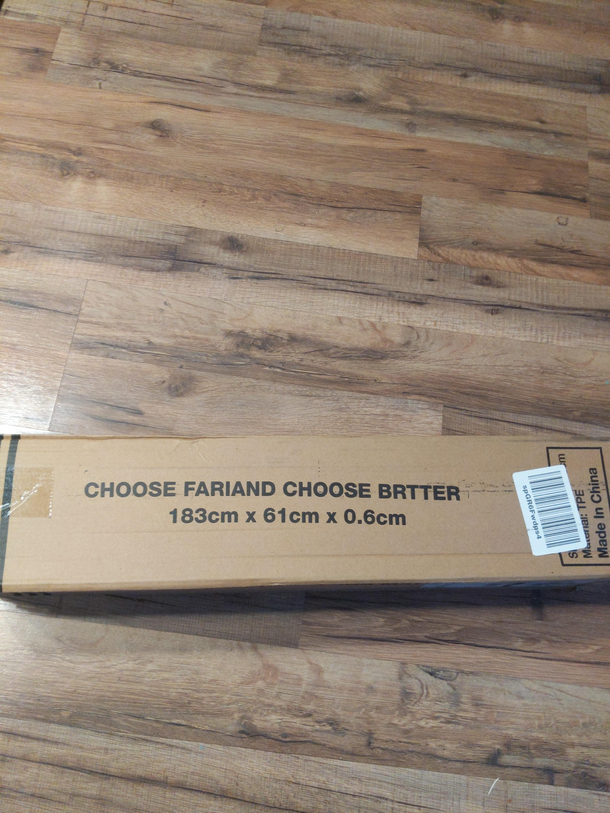 CHOOSE FARIAND CHOOSE BRTTER
183cm x 61cm x 0.6cm
Material: TPE
Made In China